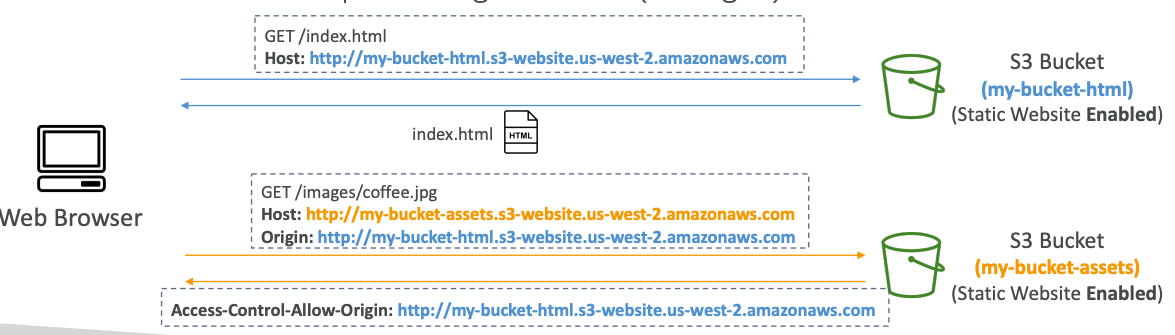 GET /index.html
Host: http://my-bucket-html.s3-website.us-west-2.amazonaws.com
S3 Bucket
(my-bucket-html)
(Static Website Enabled)
index.html
HTML
GET /images/coffee.jpg
Host: http://my-bucket-assets.s3-website.us-west-2.amazonaws.com
Origin: http://my-bucket-html.s3-website.us-west-2.amazonaws.com
Web Browser
S3 Bucket
(my-bucket-assets)
(Static Website Enabled)
Access-Control-Allow-Origin: http://my-bucket-html.s3-website.us-west-2.amazonaws.com